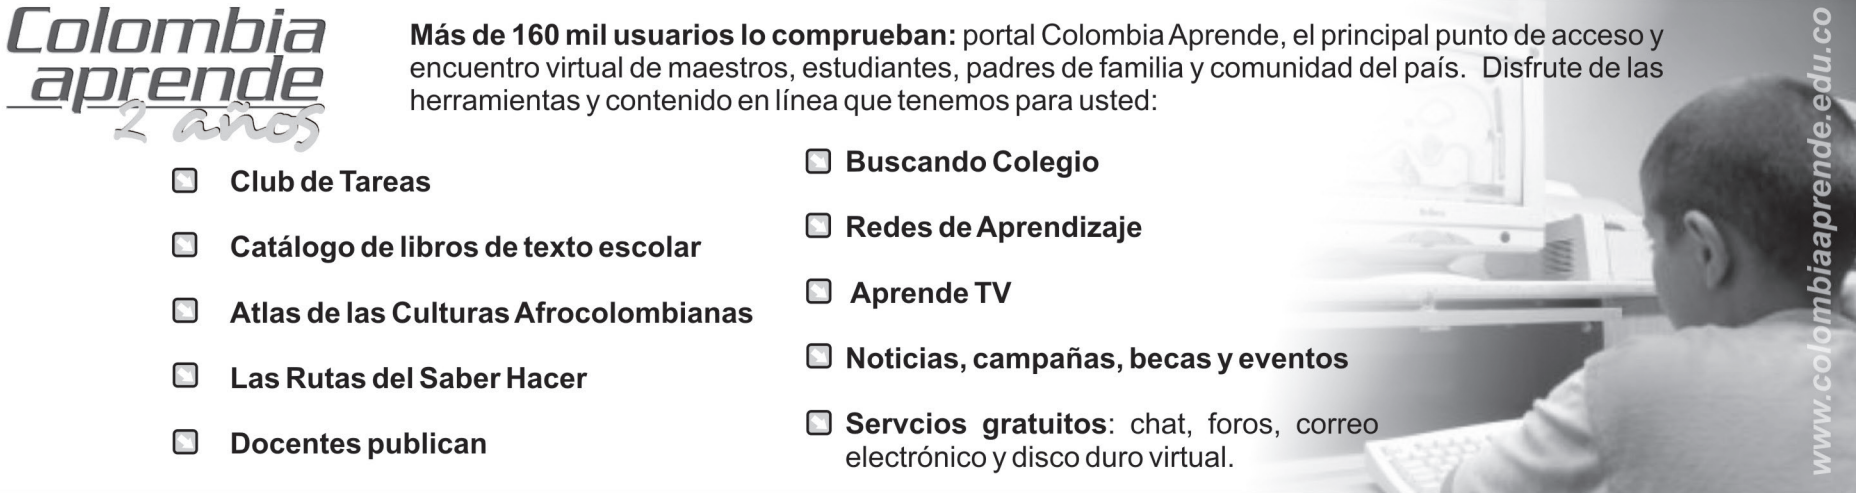 Colombia
aprende
2 años
Más de 160 mil usuarios lo comprueban: portal Colombia Aprende, el principal punto de acceso y
encuentro virtual de maestros, estudiantes, padres de familia y comunidad del país. Disfrute de las
herramientas y contenido en línea que tenemos para usted:
Club de Tareas
Catálogo de libros de texto escolar
Atlas de las Culturas Afrocolombianas
Las Rutas del Saber Hacer
Docentes publican
Buscando Colegio
Redes de Aprendizaje
Aprende TV
Noticias, campañas, becas y eventos
Servcios gratuitos: chat, foros, correo
electrónico y disco duro virtual.
www.colombiaaprende.edu.co